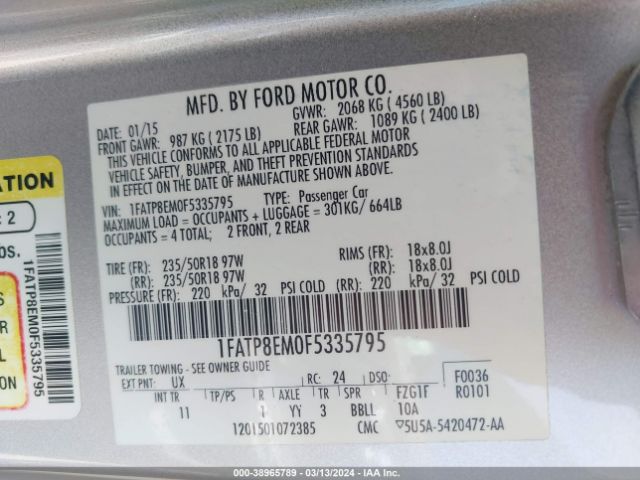 MFD. BY FORD MOTOR CO.
DATE: 01/15
GVWR: 2068 KG ( 4560 LB)
FRONT GAWR: 987 KG ( 2175 LB)
REAR GAWR: 1089 KG ( 2400 LB)
THIS VEHICLE CONFORMS TO ALL APPLICABLE FEDERAL MOTOR
VEHICLE SAFETY, BUMPER, AND THEFT PREVENTION STANDARDS
IN EFFECT ON THE DATE OF MANUFACTURE SHOWN ABOVE.
VIN: 1FATP8EM0F5335795
TYPE: Passenger Car
MAXIMUM LOAD = OCCUPANTS + LUGGAGE = 301KG/ 664LB
OCCUPANTS = 4 TOTAL; 2 FRONT, 2 REAR
TIRE (FR): 235/50R18 97W RIMS (FR): 18x8.0J
(RR): 235/50R18 97W (RR): 18x8.0J
PRESSURE (FR): 220 kPa/ 32 PSI COLD (RR): 220 kPa/ 32 PSI COLD
1FATP8EM0F5335795
TRAILER TOWING - SEE OWNER GUIDE
EXT PNT: UX RC: 24 DSO: F0036
R0101
INT TR TP/PS R AXLE TR SPR FZG1F
11 YY 3 BBLL 10A
1201501072385 CMC 5U5A-5420472-AA
ATION
: 2
OS.
1FATP8EM0F5335795
S
R
R
S
000-38965789 - 03/13/2024 - IAA Inc.